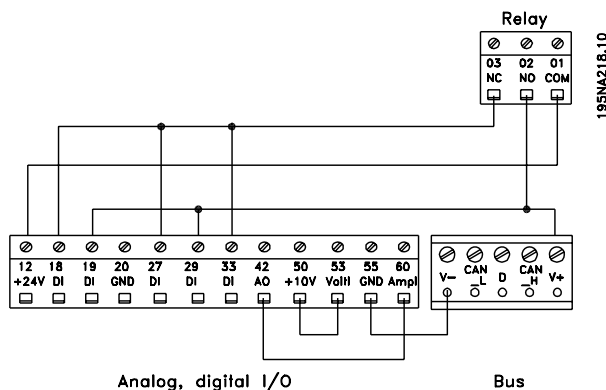 Relay
03 02 01
NC NO COM
195NA218.10
12 18 19 20 27 29 33 42 50 53 55 60
+24V DI DI GND DI DI DI AO +10V Volti GND Ampl
CAN CAN
V– _L D _H V+
Analog, digital I/O Bus